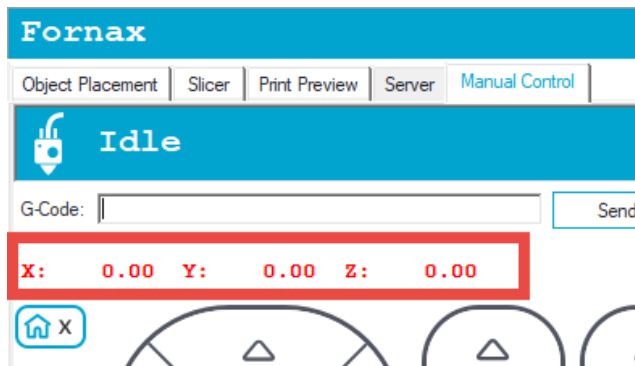 Fornax
Object Placement Slicer Print Preview Server Manual Control
Idle
G-Code: Send
X: 0.00 Y: 0.00 Z: 0.00
X